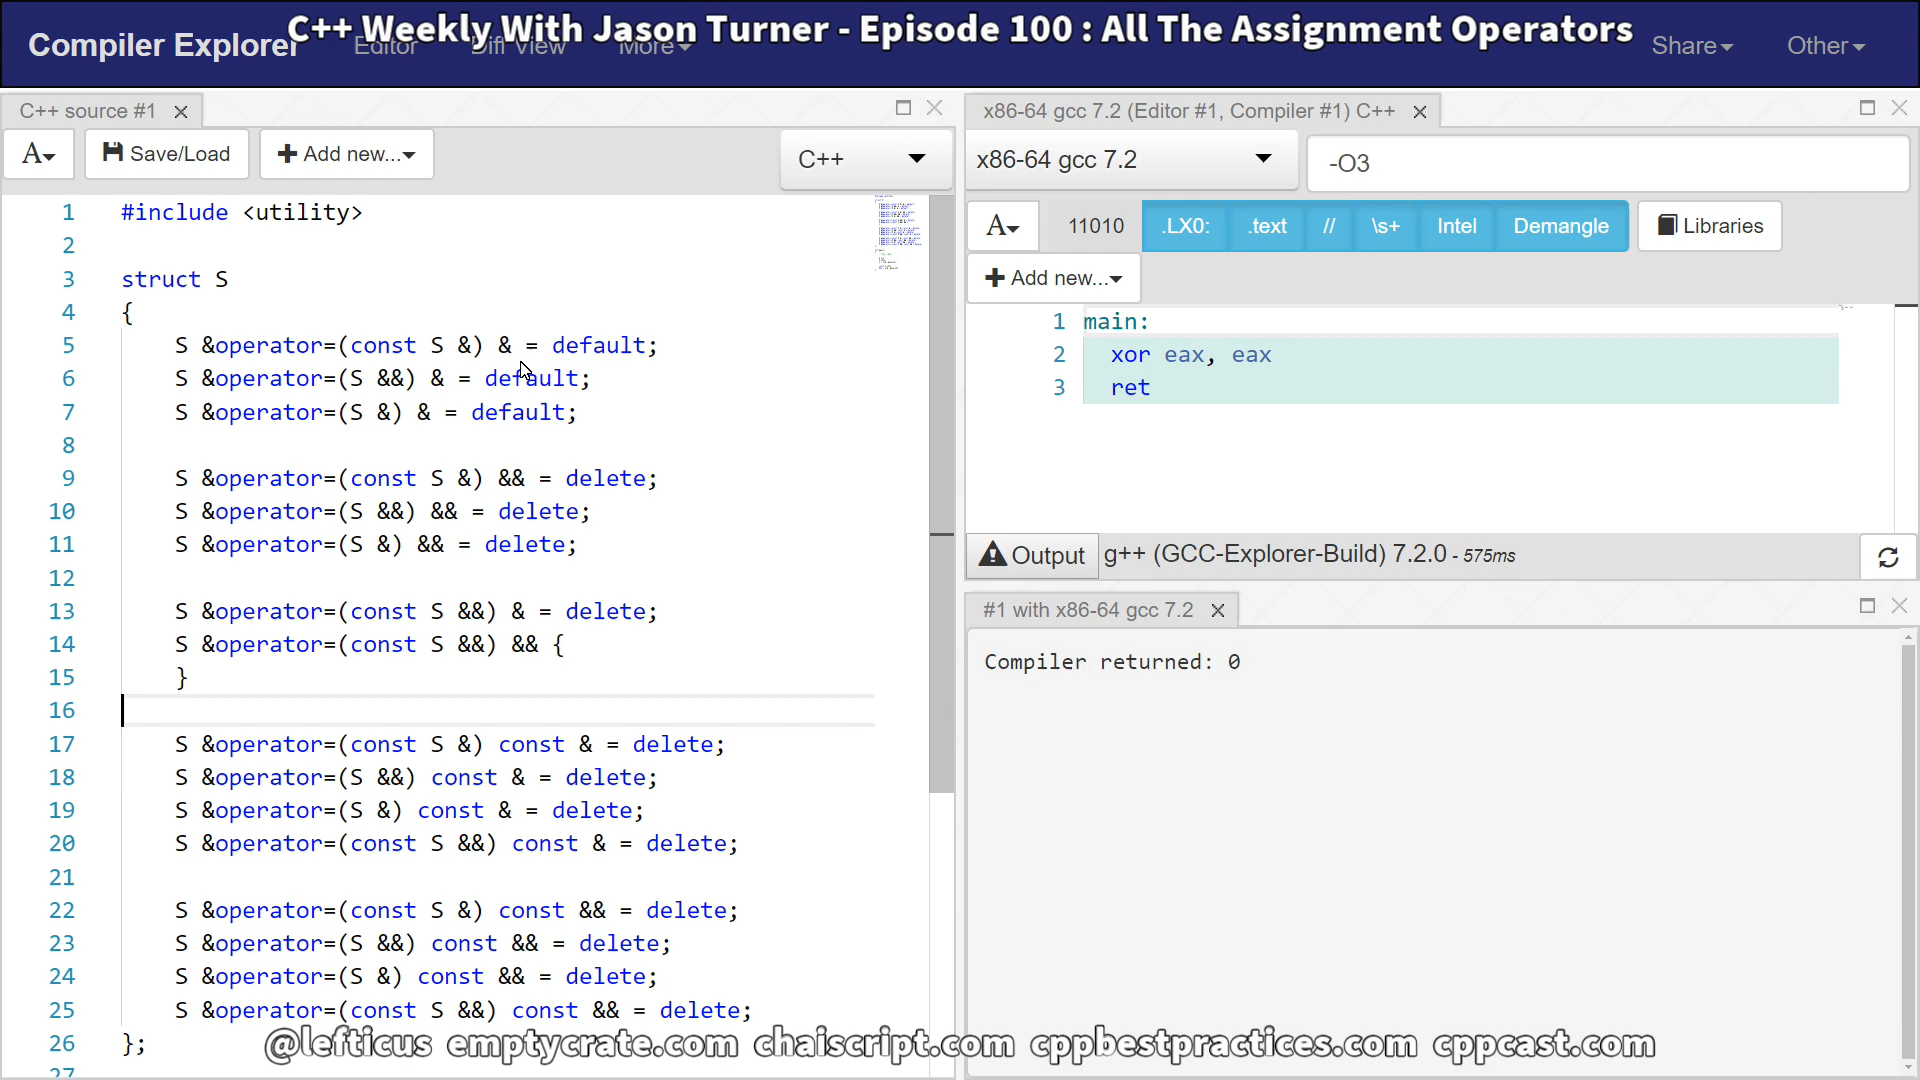 C++ Weekly With Jason Turner - Episode 100 : All The Assignment Operators
Compiler Explorer Editor Diff View More Share Other
C++ source #1
A Save/Load Add new... C++
1 #include <utility>
2
3 struct S
4 {
5 S &operator=(const S &) & = default;
6 S &operator=(S &&) & = default;
7 S &operator=(S &) & = default;
8
9 S &operator=(const S &) && = delete;
10 S &operator=(S &&) && = delete;
11 S &operator=(S &) && = delete;
12
13 S &operator=(const S &&) & = delete;
14 S &operator=(const S &&) && {
15 }
16
17 S &operator=(const S &) const & = delete;
18 S &operator=(S &&) const & = delete;
19 S &operator=(S &) const & = delete;
20 S &operator=(const S &&) const & = delete;
21
22 S &operator=(const S &) const && = delete;
23 S &operator=(S &&) const && = delete;
24 S &operator=(S &) const && = delete;
25 S &operator=(const S &&) const && = delete;
26 };
27
x86-64 gcc 7.2 (Editor #1, Compiler #1) C++
x86-64 gcc 7.2 -O3
A 11010 .LX0: .text // \s+ Intel Demangle Libraries
Add new...
1 main:
2 xor eax, eax
3 ret
Output g++ (GCC-Explorer-Build) 7.2.0 - 575ms
#1 with x86-64 gcc 7.2
Compiler returned: 0
@lefticus emptycrate.com chaiscript.com cppbestpractices.com cppcast.com